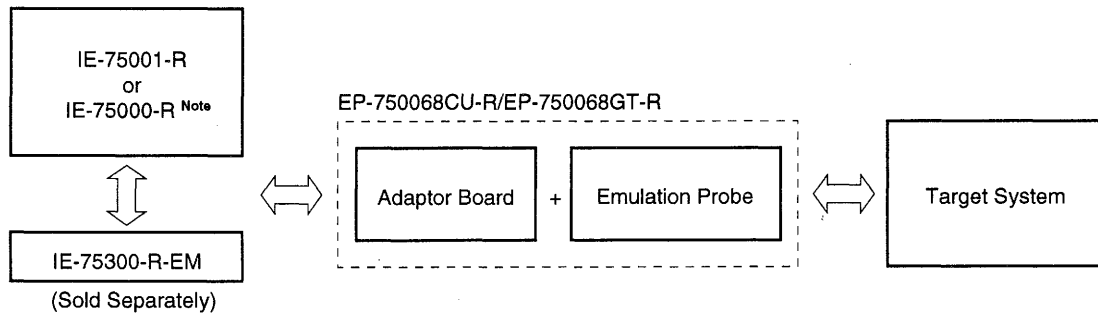 IE-75001-R
or
IE-75000-R Note
IE-75300-R-EM
(Sold Separately)
EP-750068CU-R/EP-750068GT-R
Adaptor Board
+
Emulation Probe
Target System